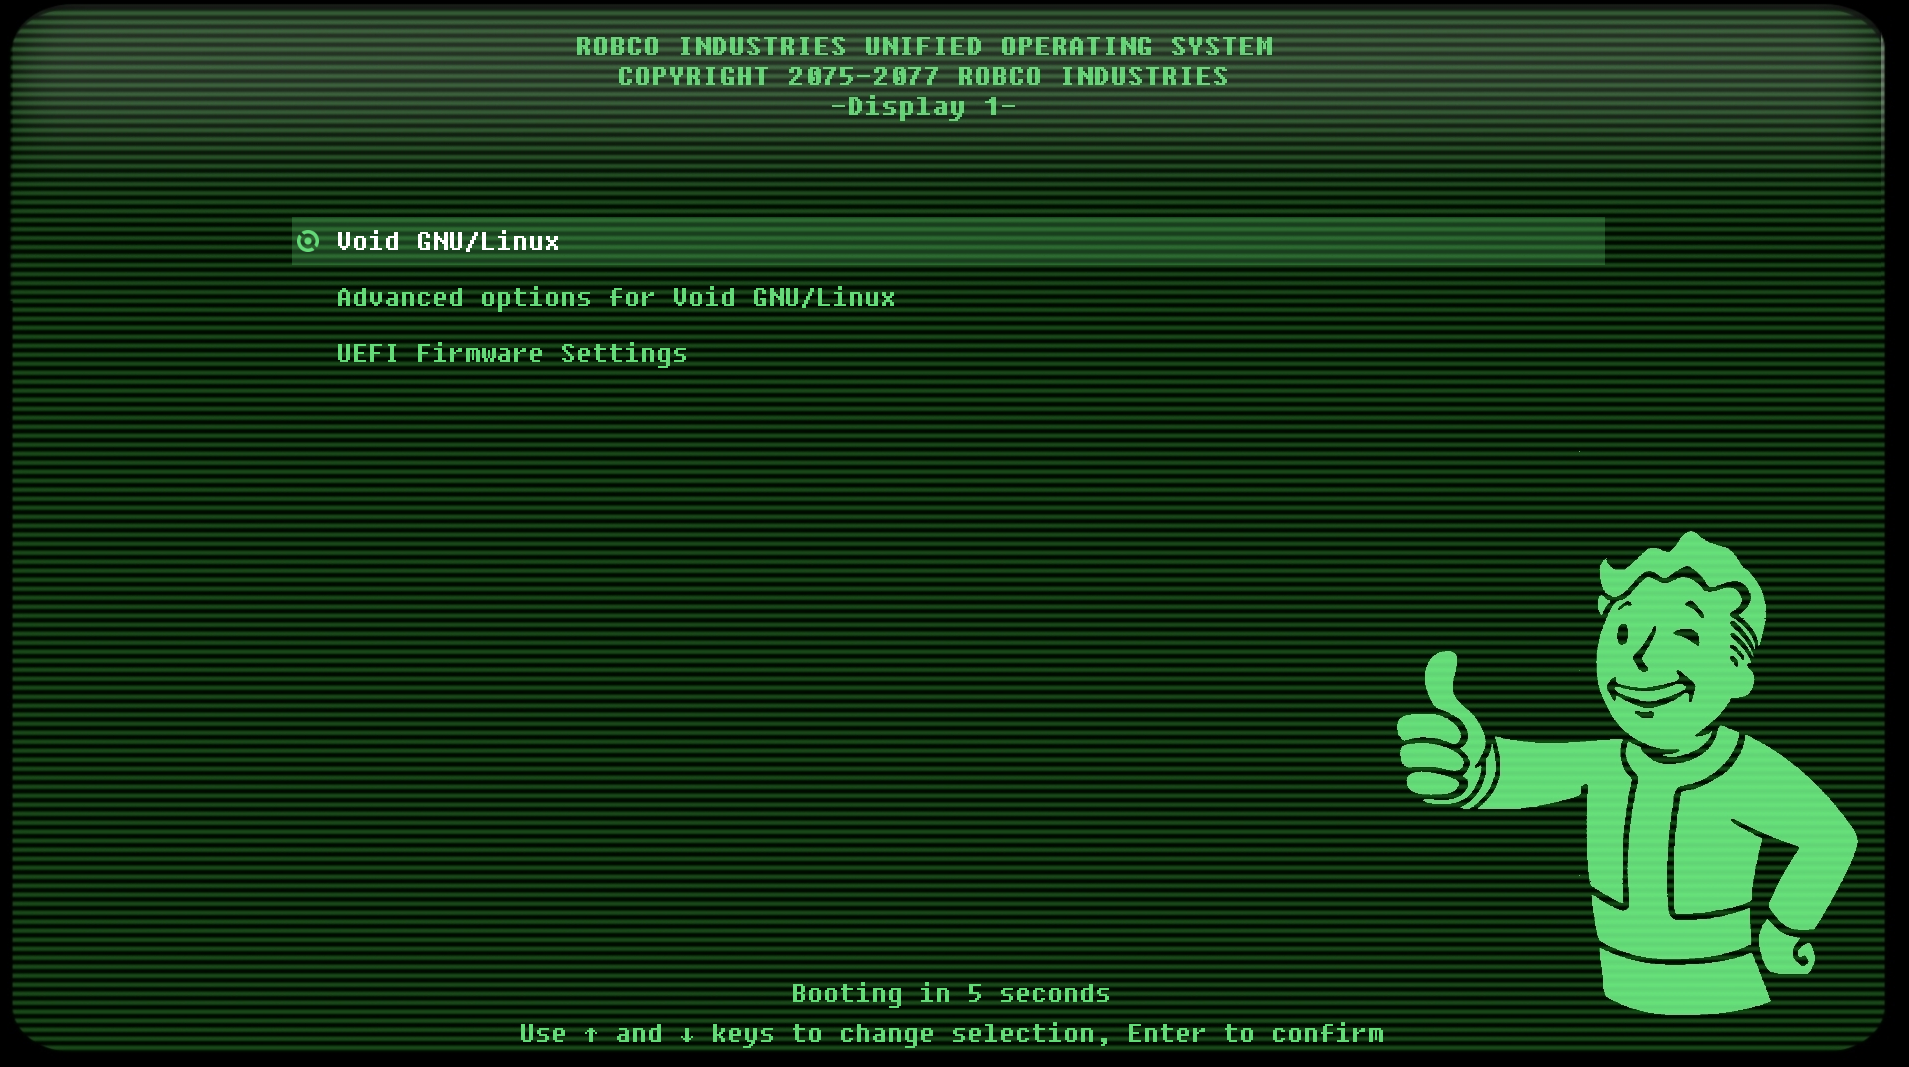 ROBCO INDUSTRIES UNIFIED OPERATING SYSTEM
COPYRIGHT 2075-2077 ROBCO INDUSTRIES
-Display 1-
Void GNU/Linux
Advanced options for Void GNU/Linux
UEFI Firmware Settings
Booting in 5 seconds
Use ↑ and ↓ keys to change selection, Enter to confirm